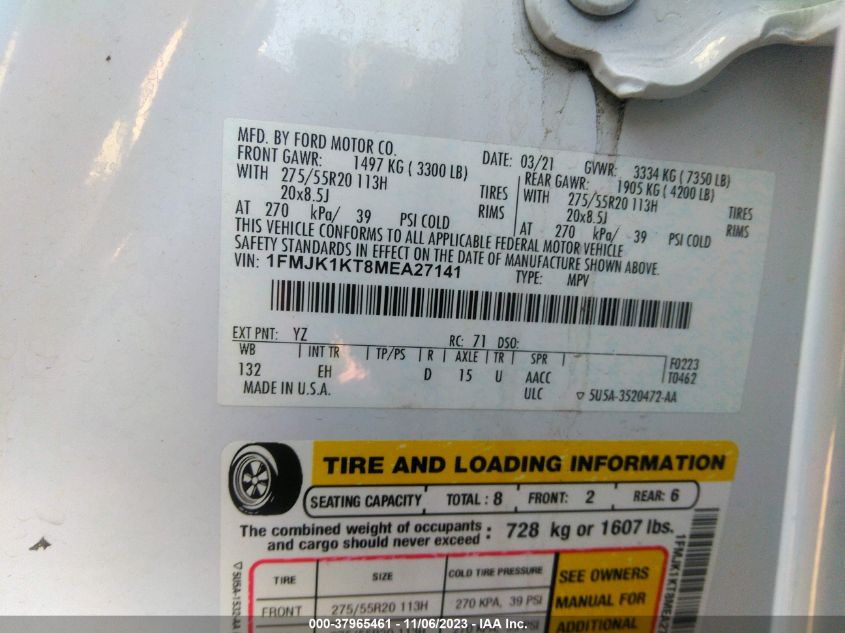 MFD. BY FORD MOTOR CO.
DATE: 03/21 GVWR: 3334 KG ( 7350 LB)
FRONT GAWR: 1497 KG ( 3300 LB)
WITH 275/55R20 113H TIRES
20x8.5J RIMS
AT 270 kPa/ 39 PSI COLD
REAR GAWR: 1905 KG ( 4200 LB)
WITH 275/55R20 113H TIRES
20x8.5J RIMS
AT 270 kPa/ 39 PSI COLD
THIS VEHICLE CONFORMS TO ALL APPLICABLE FEDERAL MOTOR VEHICLE
SAFETY STANDARDS IN EFFECT ON THE DATE OF MANUFACTURE SHOWN ABOVE.
VIN: 1FMJK1KT8MEA27141
TYPE: MPV
EXT PNT: YZ RC: 71 DSO:
WB INT TR TP/PS R AXLE TR SPR F0223
132 EH D 15 U AACC T0462
MADE IN U.S.A. ULC ▽ 5U5A-3520472-AA
TIRE AND LOADING INFORMATION
SEATING CAPACITY TOTAL : 8 FRONT: 2 REAR: 6
The combined weight of occupants
and cargo should never exceed : 728 kg or 1607 lbs.
TIRE SIZE COLD TIRE PRESSURE
FRONT 275/55R20 113H 270 KPA, 39 PSI
SEE OWNERS
MANUAL FOR
ADDITIONAL
▽ 5U5A-1532-AA
000-37965461 - 11/06/2023 - IAA Inc.